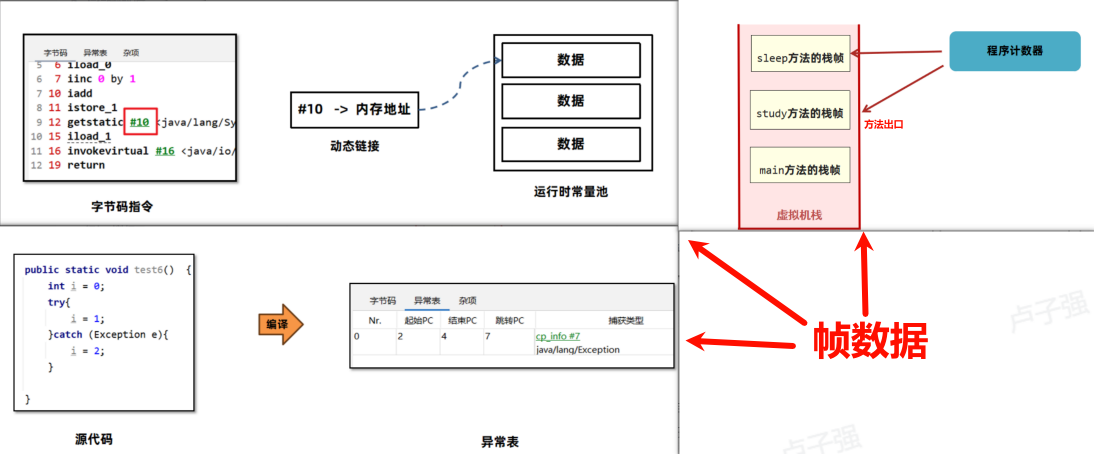 字节码 异常表 杂项
5 6 iload_0
6 7 iinc 0 by 1
7 10 iadd
8 11 istore_1
9 12 getstatic #10 <java/lang/Sy
10 15 iload_1
11 16 invokevirtual #16 <java/io/
12 19 return
字节码指令
#10 -> 内存地址
动态链接
数据
数据
数据
运行时常量池
sleep方法的栈帧
study方法的栈帧
main方法的栈帧
虚拟机栈
程序计数器
方法出口
public static void test6() {
int i = 0;
try{
i = 1;
}catch (Exception e){
i = 2;
}
}
源代码
编译
字节码 异常表 杂项
Nr. 起始PC 结束PC 跳转PC 捕获类型
0 2 4 7 cp_info #7
java/lang/Exception
异常表
帧数据
卢子强
卢子强